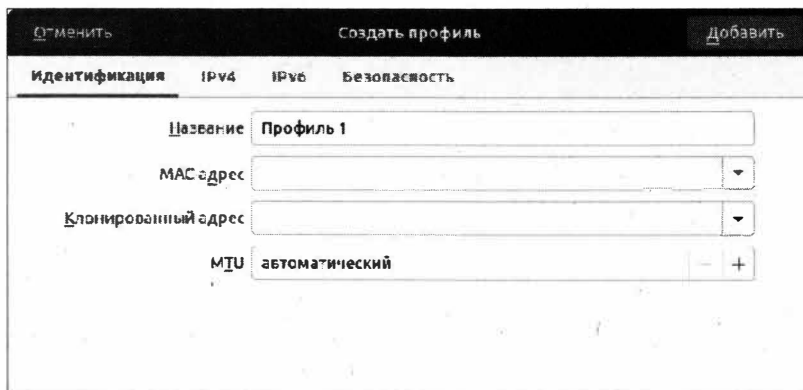 Отменить Создать профиль Добавить
Идентификация IPv4 IPv6 Безопасность
Название Профиль 1
MAC адрес
Клонированный адрес
MTU автоматический